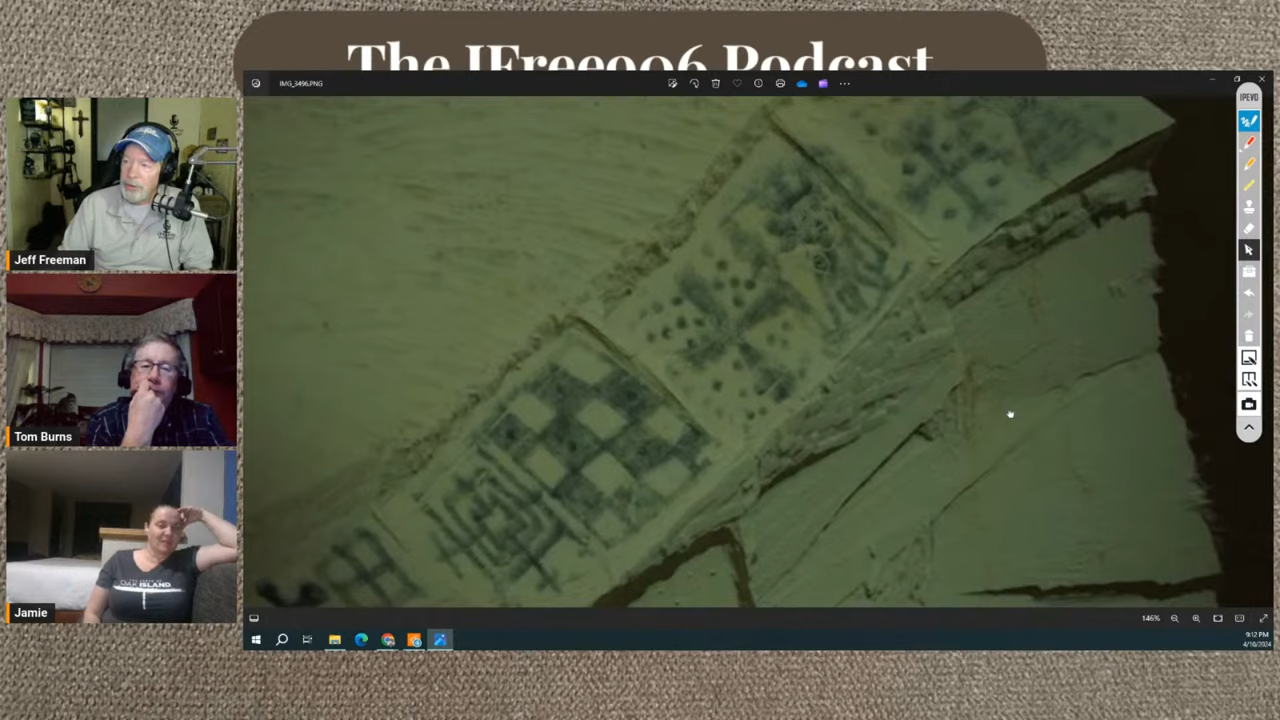 The JFree906 Podcast
IMG_3496.PNG
IPEVO
Jeff Freeman
Tom Burns
OAK ISLAND
Jamie
146%
9:12 PM
4/10/2024